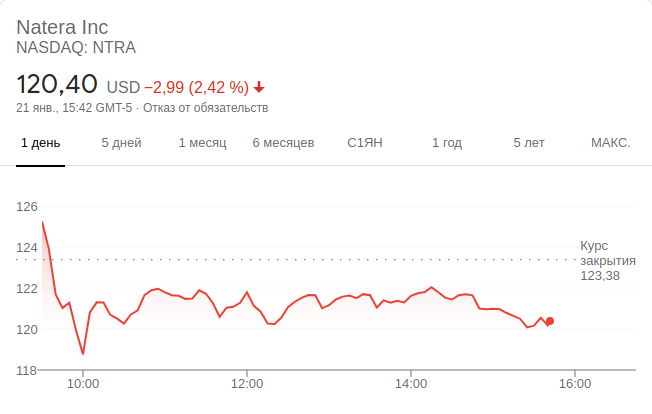 Natera Inc
NASDAQ: NTRA
120,40 USD −2,99 (2,42 %)
21 янв., 15:42 GMT-5 · Отказ от обязательств
1 день 5 дней 1 месяц 6 месяцев С1ЯН 1 год 5 лет МАКС.
126
124
122
120
118
Курс
закрытия
123,38
10:00 12:00 14:00 16:00